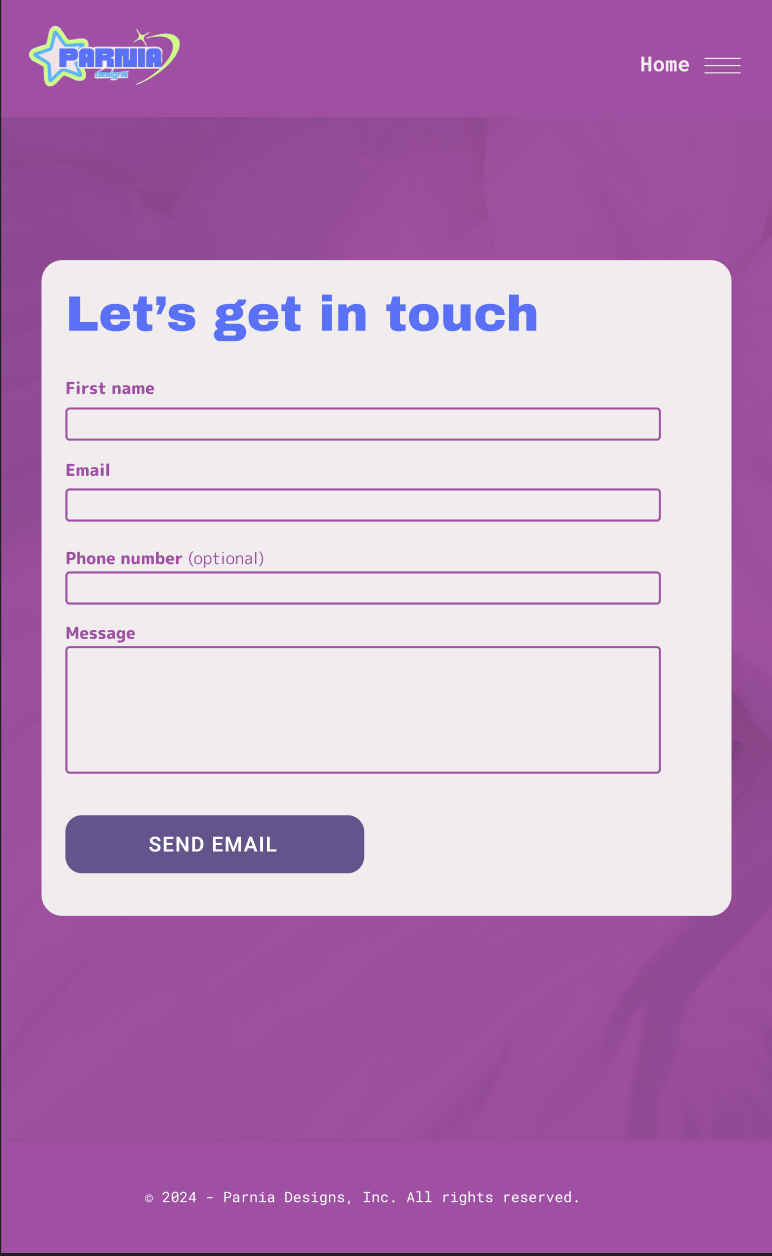 PARNIA
designs
Home
Let’s get in touch
First name
Email
Phone number (optional)
Message
SEND EMAIL
© 2024 - Parnia Designs, Inc. All rights reserved.